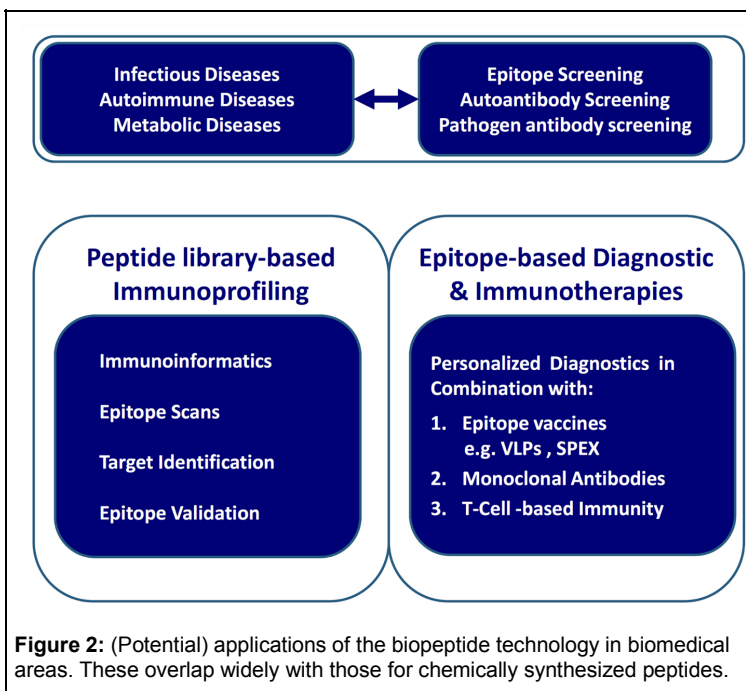 Infectious Diseases
Autoimmune Diseases
Metabolic Diseases
Epitope Screening
Autoantibody Screening
Pathogen antibody screening
Peptide library-based
Immunoprofiling
Immunoinformatics
Epitope Scans
Target Identification
Epitope Validation
Epitope-based Diagnostic
& Immunotherapies
Personalized Diagnostics in
Combination with:
1. Epitope vaccines
e.g. VLPs , SPEX
2. Monoclonal Antibodies
3. T-Cell -based Immunity
Figure 2: (Potential) applications of the biopeptide technology in biomedical
areas. These overlap widely with those for chemically synthesized peptides.